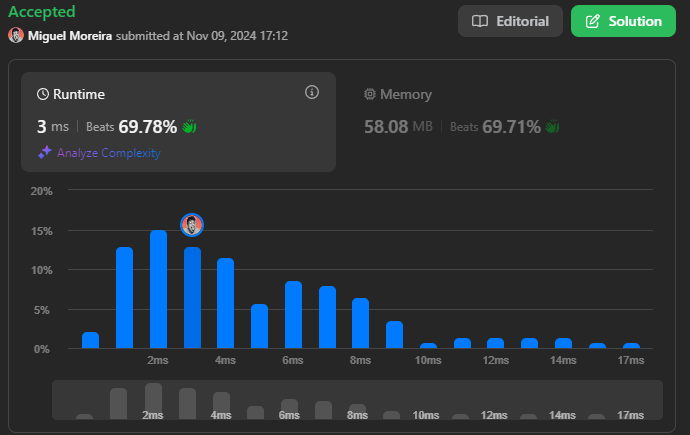 Accepted
Editorial
Solution
Miguel Moreira submitted at Nov 09, 2024 17:12
Runtime
Memory
3 ms | Beats 69.78%
58.08 MB | Beats 69.71%
Analyze Complexity
20%
15%
10%
5%
0%
2ms 4ms 6ms 8ms 10ms 12ms 14ms 17ms
2ms 4ms 6ms 8ms 10ms 12ms 14ms 17ms